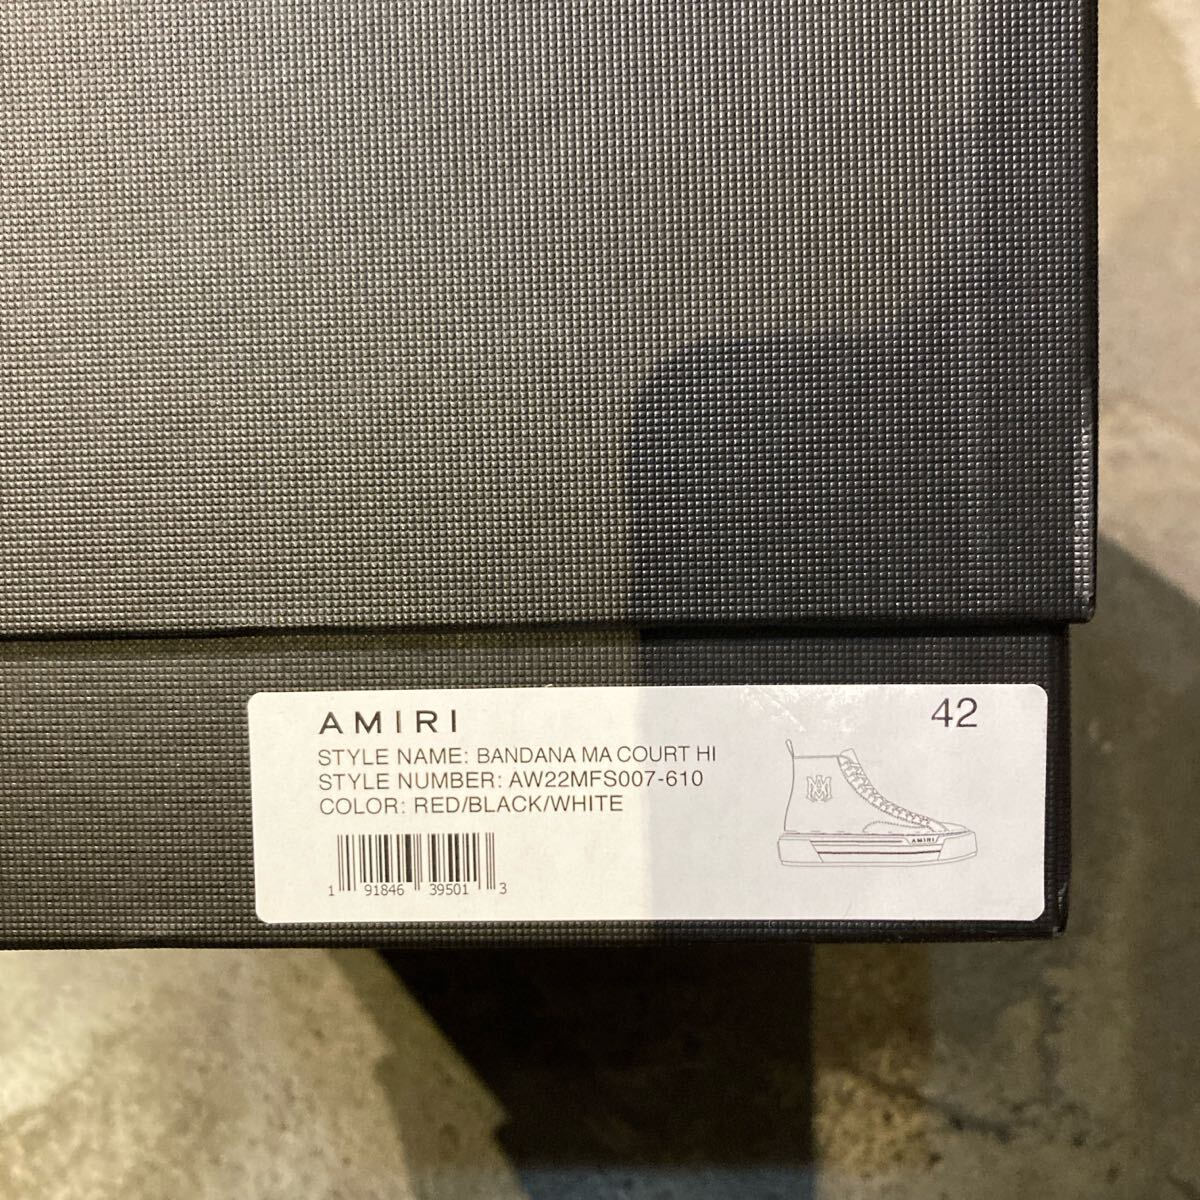 AMIRI
42
STYLE NAME: BANDANA MA COURT HI
STYLE NUMBER: AW22MFS007-610
COLOR: RED/BLACK/WHITE
AMIRI
1 91846 39501 3